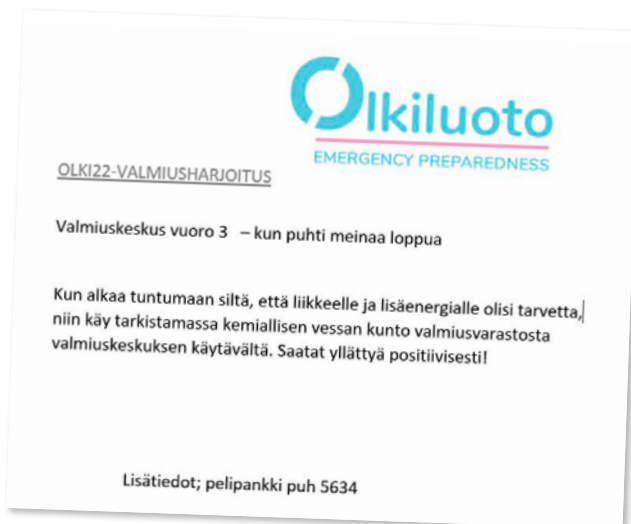 Olkiluoto
EMERGENCY PREPAREDNESS
OLKI22-VALMIUSHARJOITUS
Valmiuskeskus vuoro 3 – kun puhti meinaa loppua
Kun alkaa tuntumaan siltä, että liikkeelle ja lisäenergialle olisi tarvetta,
niin käy tarkistamassa kemiallisen vessan kunto valmiusvarastosta
valmiuskeskuksen käytävältä. Saatat yllättyä positiivisesti!
Lisätiedot; pelipankki puh 5634